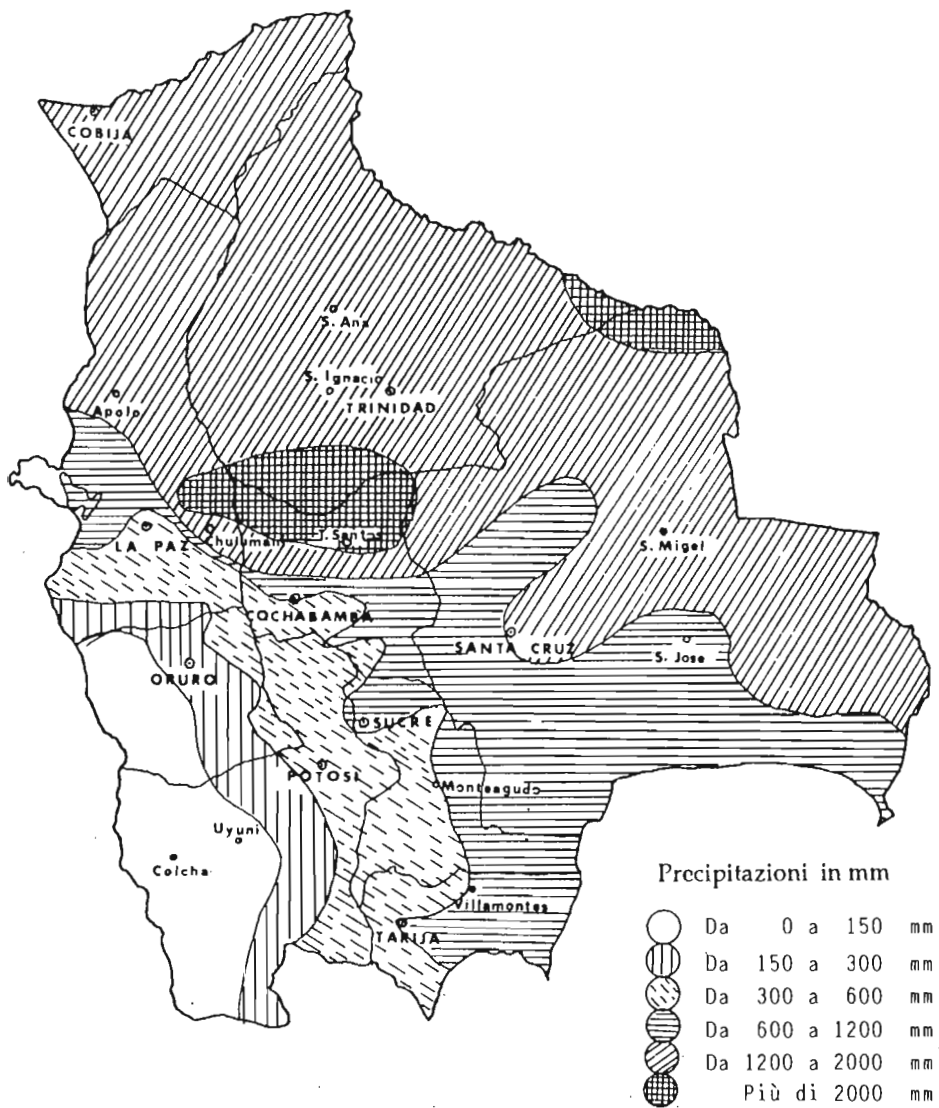 COBIJA
S. Ana
S. Ignacio
TRINIDAD
Apolo
LA PAZ
Chulumani
T. Santos
S. Migel
COCHABAMBA
SANTA CRUZ
S. Jose
ORURO
SUCRE
POTOSI
Monteagudo
Uyuni
Colcha
Villamontes
TARIJA
Precipitazioni in mm
Da 0 a 150 mm
Da 150 a 300 mm
Da 300 a 600 mm
Da 600 a 1200 mm
Da 1200 a 2000 mm
Più di 2000 mm